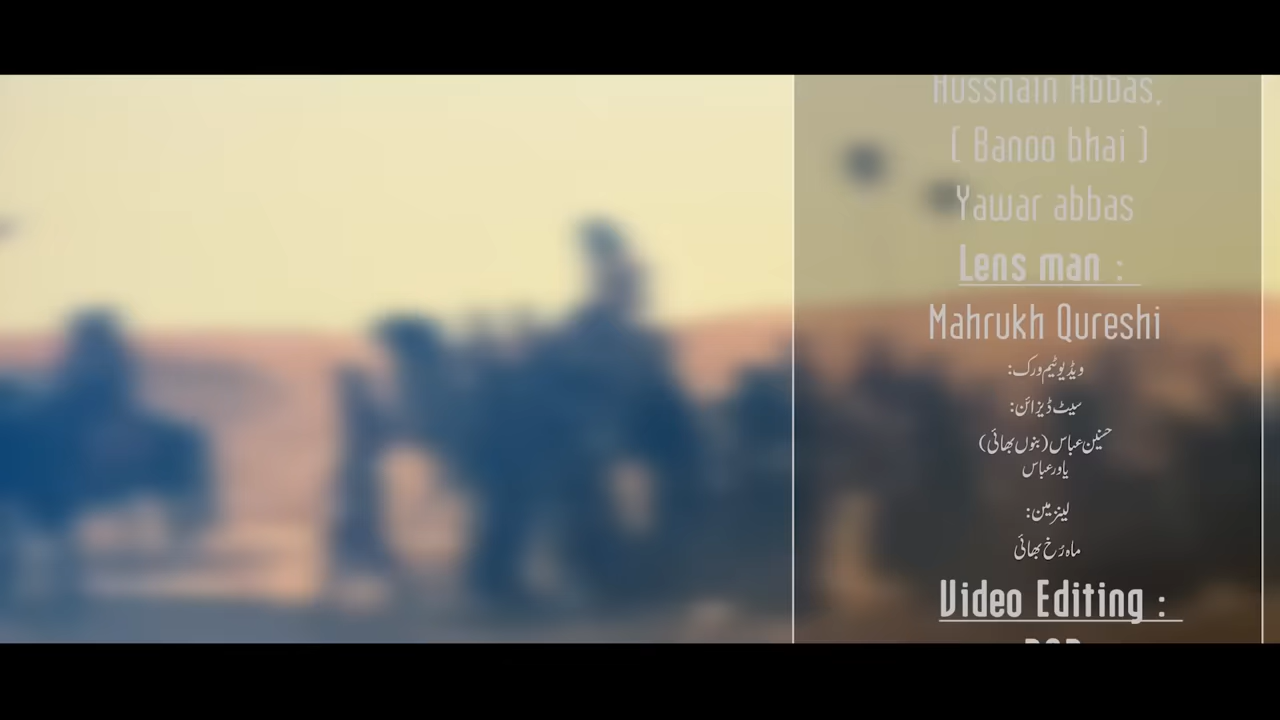 Hussnain Abbas,
( Banoo bhai )
Yawar abbas
Lens man :
Mahrukh Qureshi
ویڈیو ٹیم ورک:
سیٹ ڈیزائن:
حسنین عباس (بنوں بھائی)
یاور عباس
لینز مین:
ماہ رخ بھائی
Video Editing :